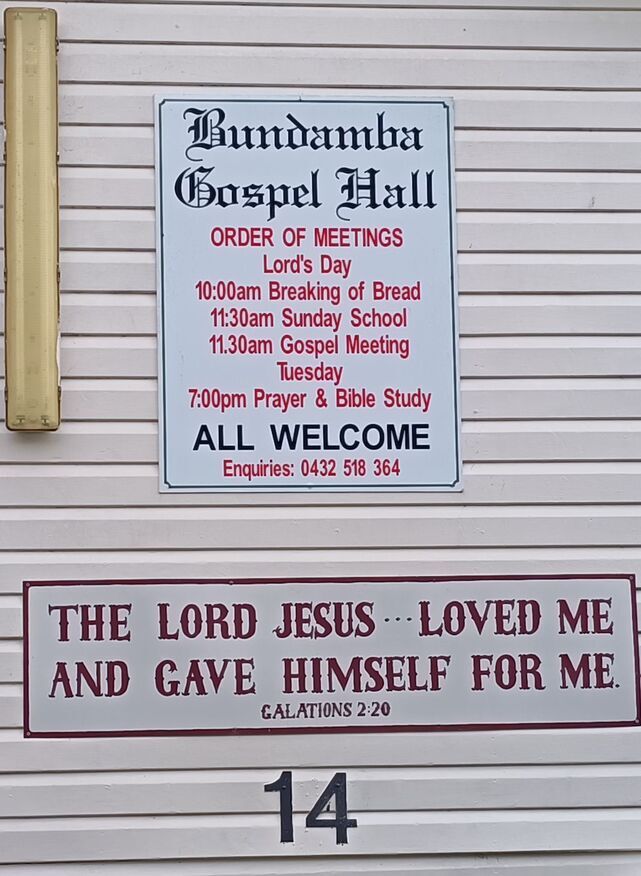 Bundamba
Gospel Hall
ORDER OF MEETINGS
Lord's Day
10:00am Breaking of Bread
11:30am Sunday School
11.30am Gospel Meeting
Tuesday
7:00pm Prayer & Bible Study
ALL WELCOME
Enquiries: 0432 518 364
THE LORD JESUS ··· LOVED ME
AND GAVE HIMSELF FOR ME.
GALATIONS 2:20
14